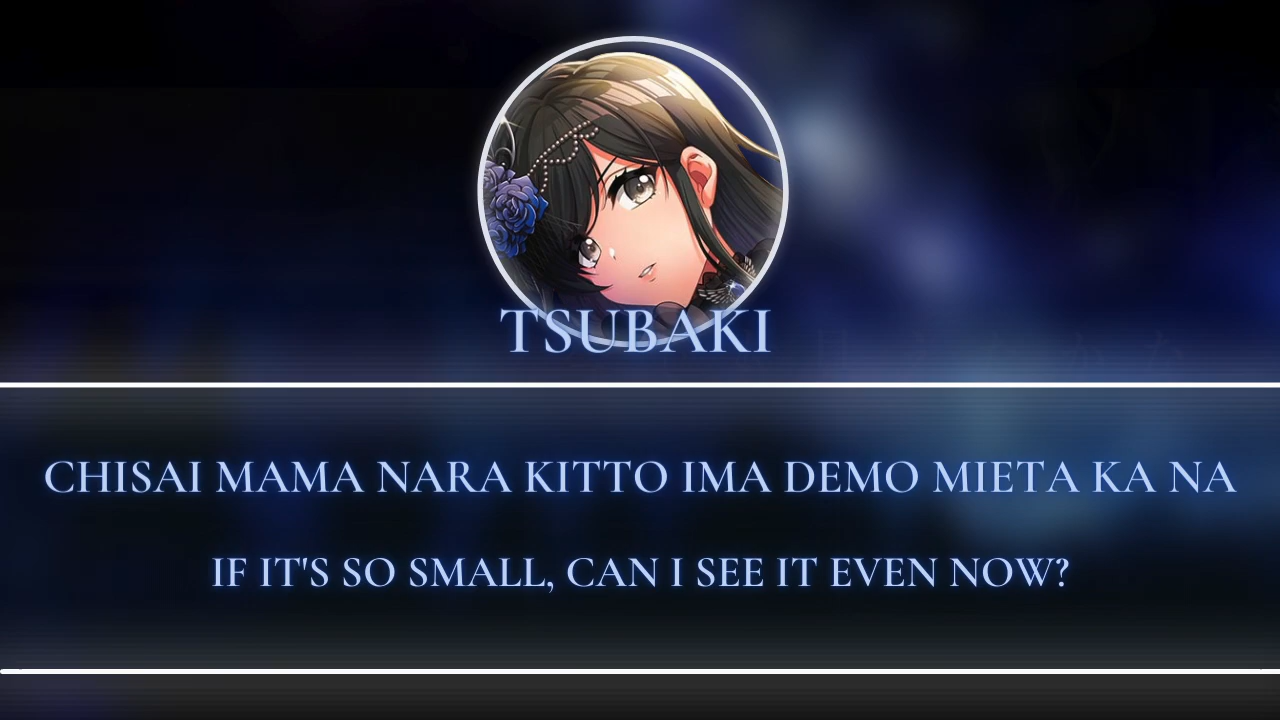 TSUBAKI
CHISAI MAMA NARA KITTO IMA DEMO MIETA KA NA
IF IT'S SO SMALL, CAN I SEE IT EVEN NOW?